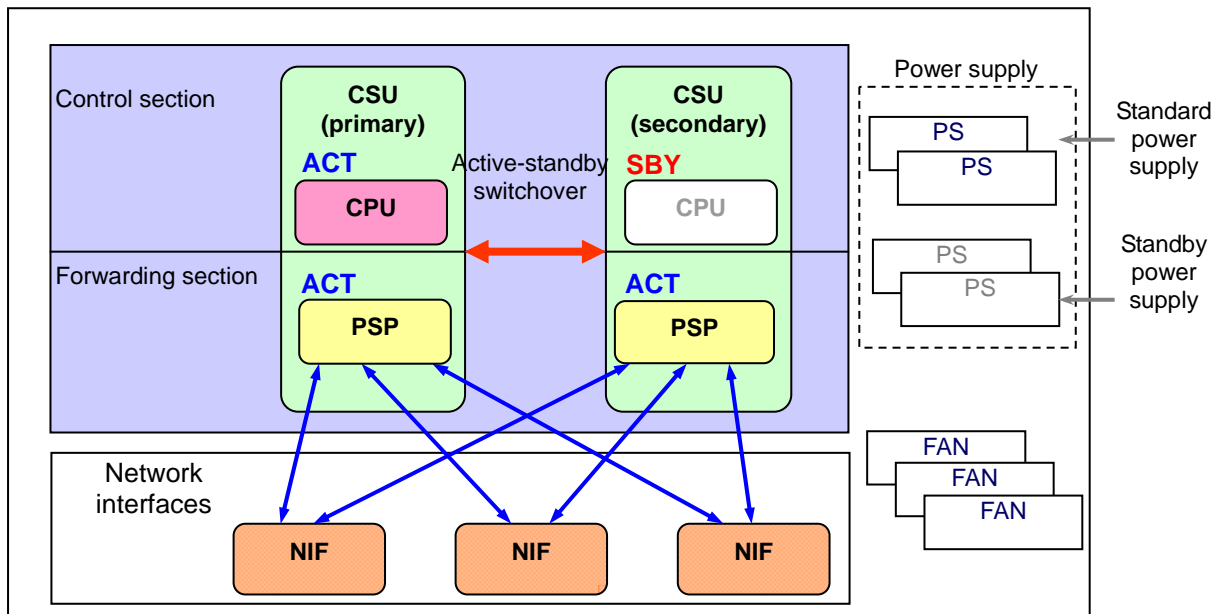 Control section
CSU
(primary)
ACT
CPU
Active-standby
switchover
CSU
(secondary)
SBY
CPU
Forwarding section
ACT
PSP
ACT
PSP
Network
interfaces
NIF
NIF
NIF
Power supply
PS
PS
Standard
power
supply
PS
PS
Standby
power
supply
FAN
FAN
FAN